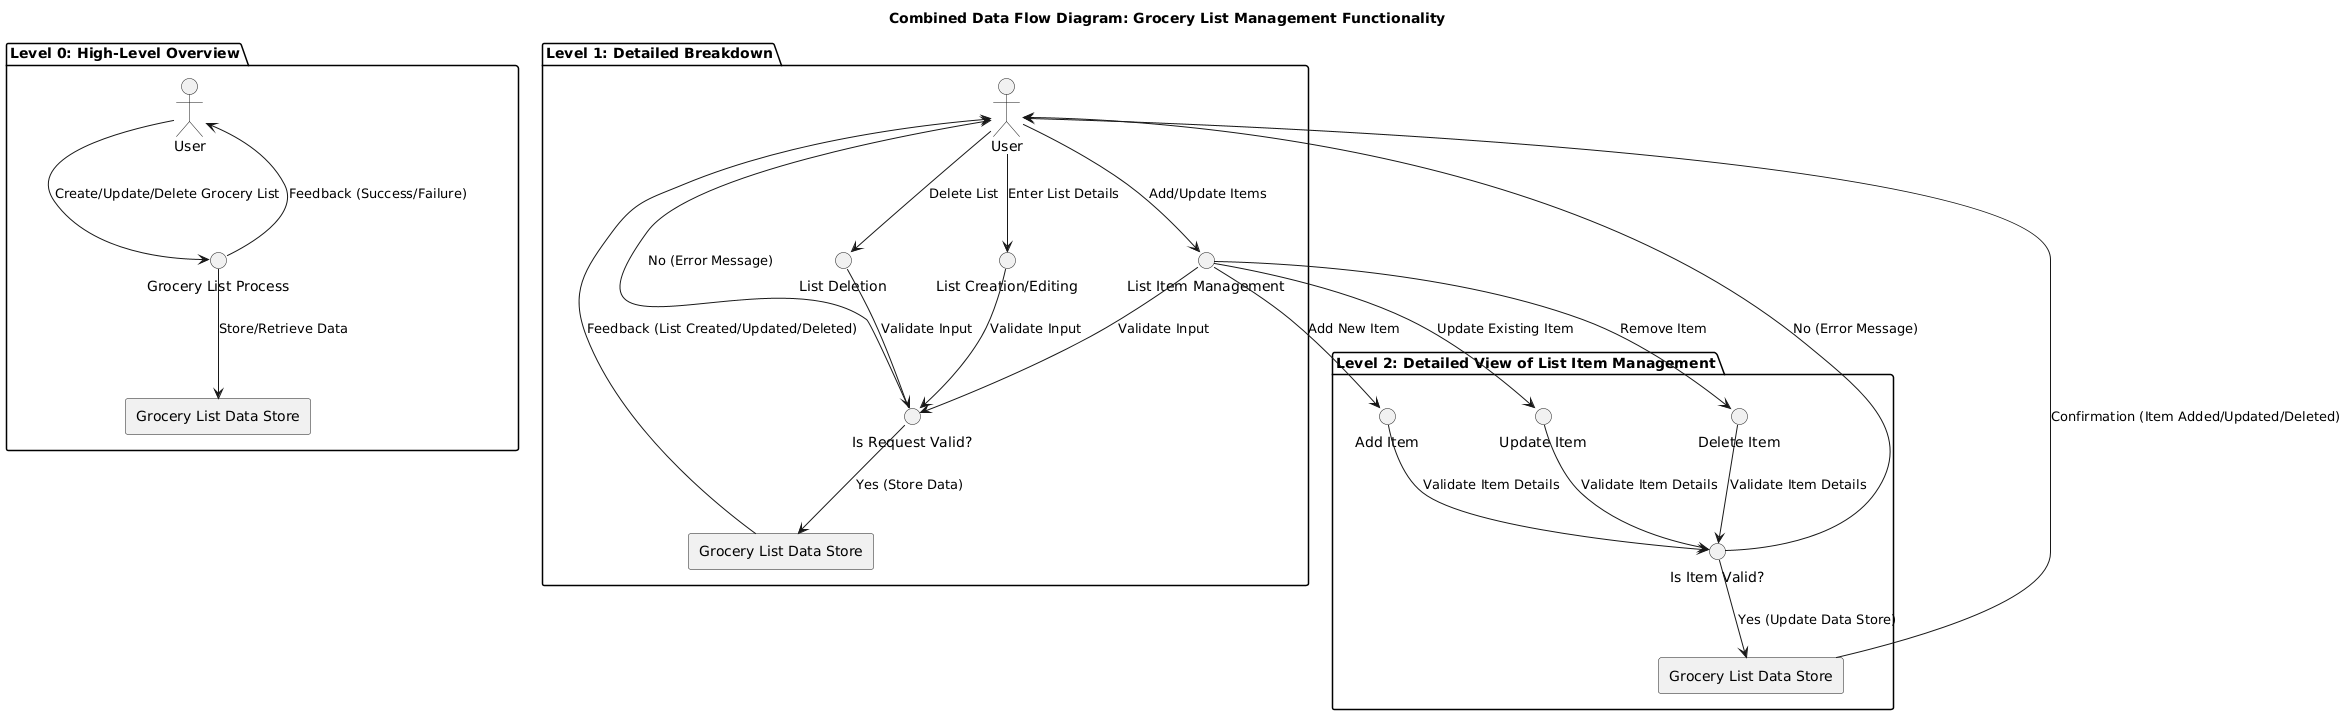 Combined Data Flow Diagram: Grocery List Management Functionality
Level 0: High-Level Overview
User
Create/Update/Delete Grocery List
Feedback (Success/Failure)
Grocery List Process
Store/Retrieve Data
Grocery List Data Store
Level 1: Detailed Breakdown
User
Delete List
Enter List Details
Add/Update Items
No (Error Message)
List Deletion
List Creation/Editing
List Item Management
Feedback (List Created/Updated/Deleted)
Validate Input
Validate Input
Validate Input
Is Request Valid?
Yes (Store Data)
Grocery List Data Store
Add New Item
Update Existing Item
Remove Item
No (Error Message)
Level 2: Detailed View of List Item Management
Add Item
Update Item
Delete Item
Confirmation (Item Added/Updated/Deleted)
Validate Item Details
Validate Item Details
Validate Item Details
Is Item Valid?
Yes (Update Data Store)
Grocery List Data Store